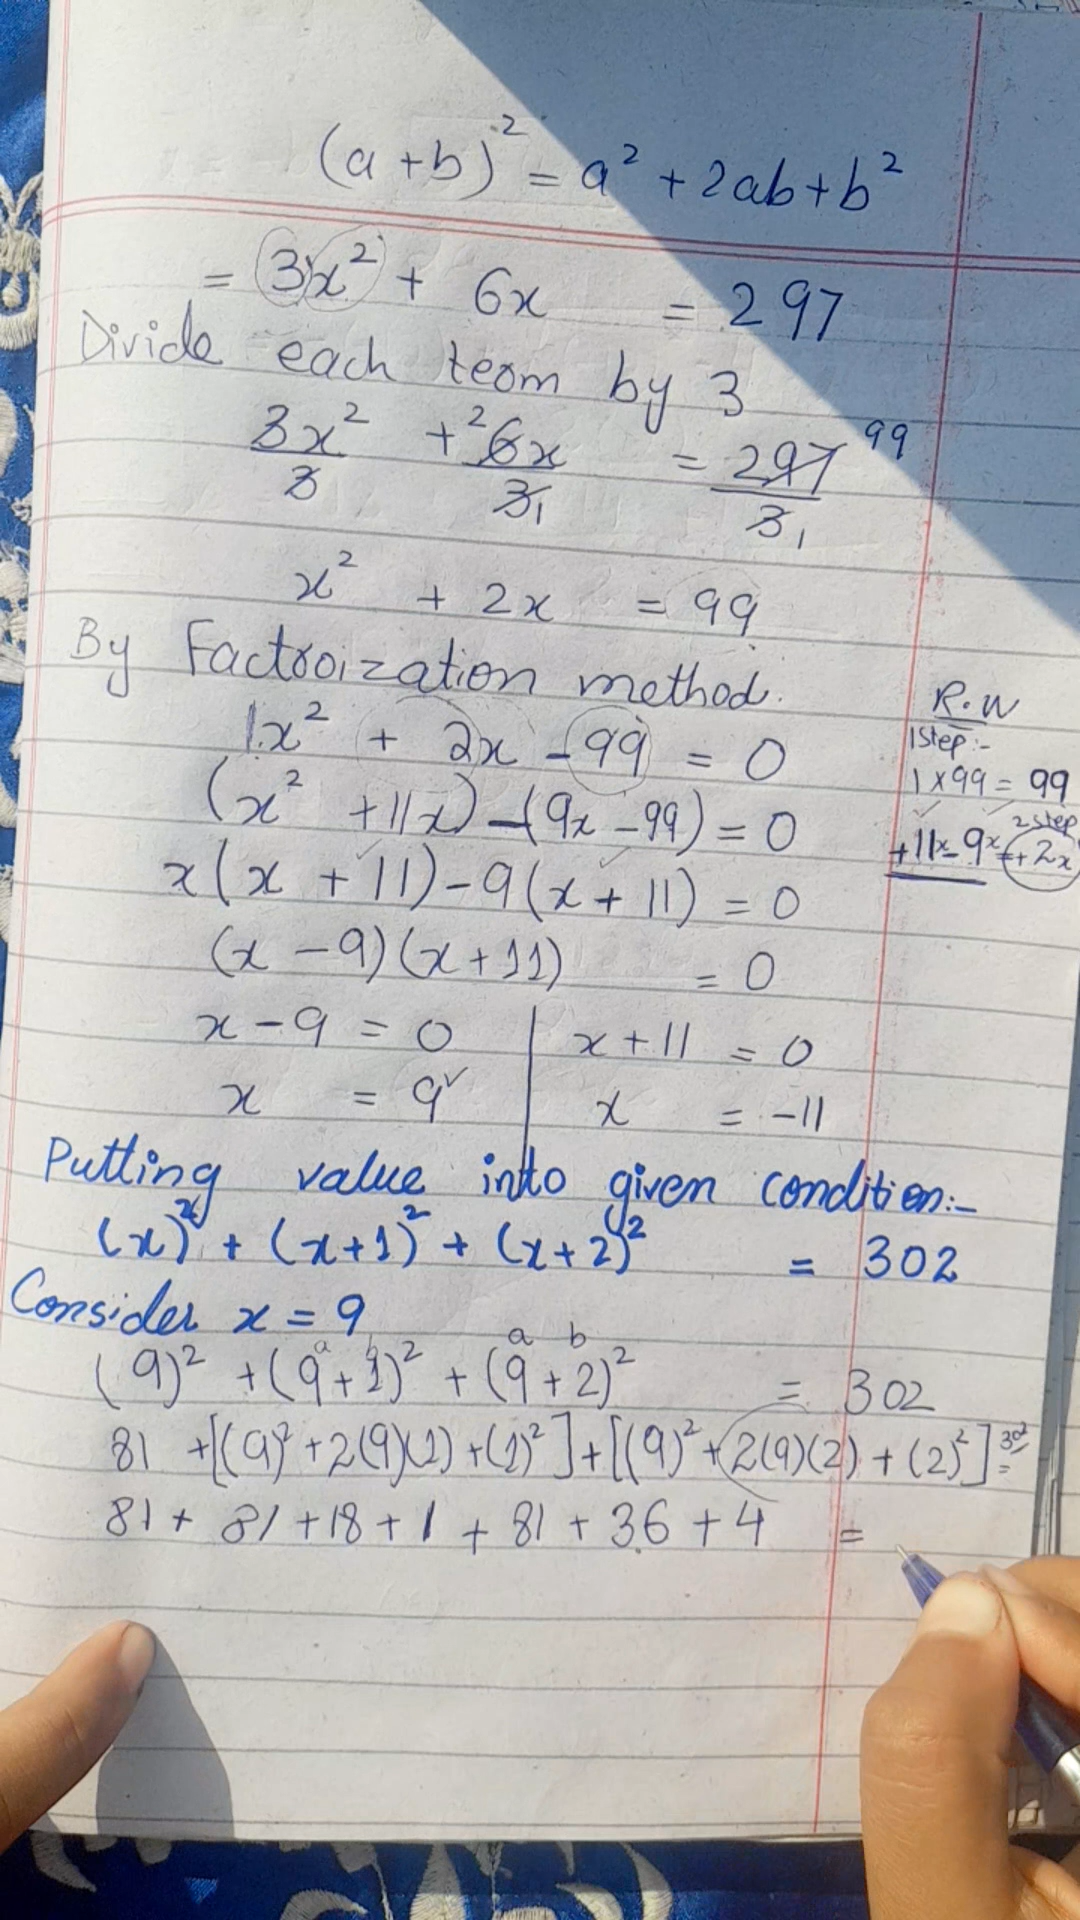 (a + b)² = a² + 2ab + b²
= 3x² + 6x = 297
Divide each term by 3
3x²/3 + ²6x/3₁ = 297/3₁ 99
x² + 2x = 99
By Factroization method.
1x² + 2x - 99 = 0
R.W
1Step:-
(x² + 11x) - (9x - 99) = 0
1 x 99 = 99
2step
+11x - 9x = +2x
x(x + 11) - 9(x + 11) = 0
(x - 9)(x + 11) = 0
x - 9 = 0 | x + 11 = 0
x = 9 | x = -11
Putting value into given condition:-
(x)² + (x+1)² + (x+2)² = 302
Consider x = 9
a b a b
(9)² + (9+1)² + (9+2)² = 302
81 + [(9)² + 2(9)(1) + (1)²] + [(9)² + 2(9)(2) + (2)²] = 302
81 + 81 + 18 + 1 + 81 + 36 + 4 =